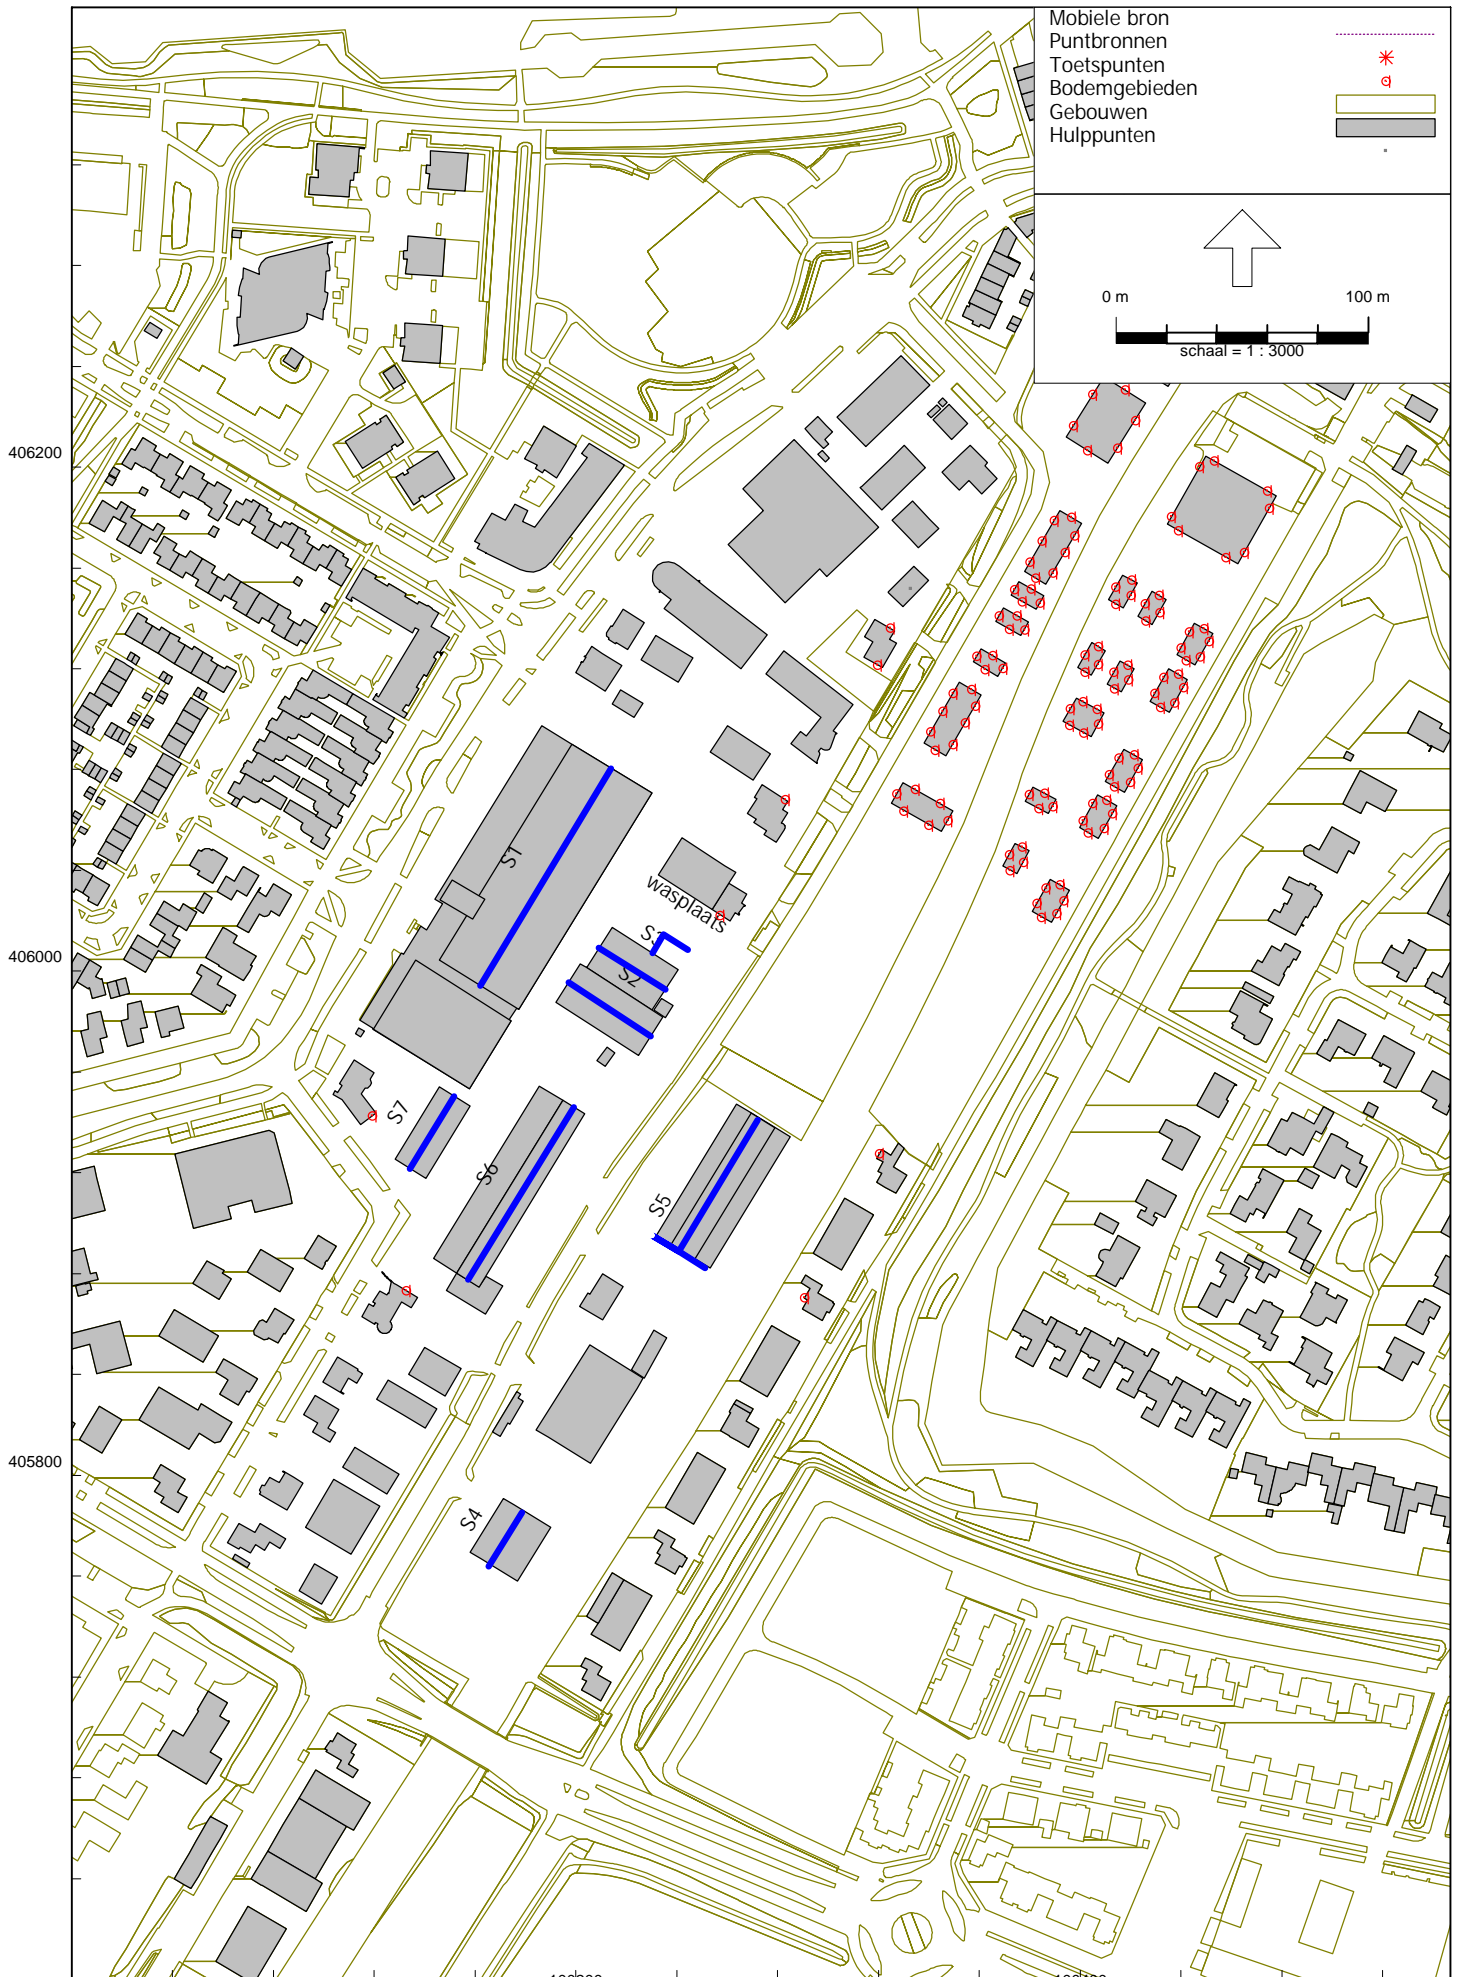 Mobiele bron
Puntbronnen
Toetspunten
Bodemgebieden
Gebouwen
Hulppunten
0 m 100 m
schaal = 1 : 3000
406200
S1
wasplaats
406000
S3
S2
S7
S6
S5
405800
S4